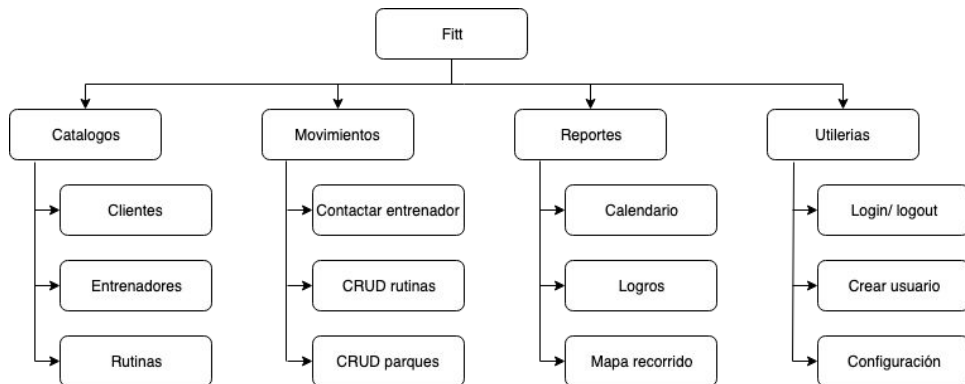 Fitt
Catalogos
Movimientos
Reportes
Utilerias
Clientes
Contactar entrenador
Calendario
Login/ logout
Entrenadores
CRUD rutinas
Logros
Crear usuario
Rutinas
CRUD parques
Mapa recorrido
Configuración